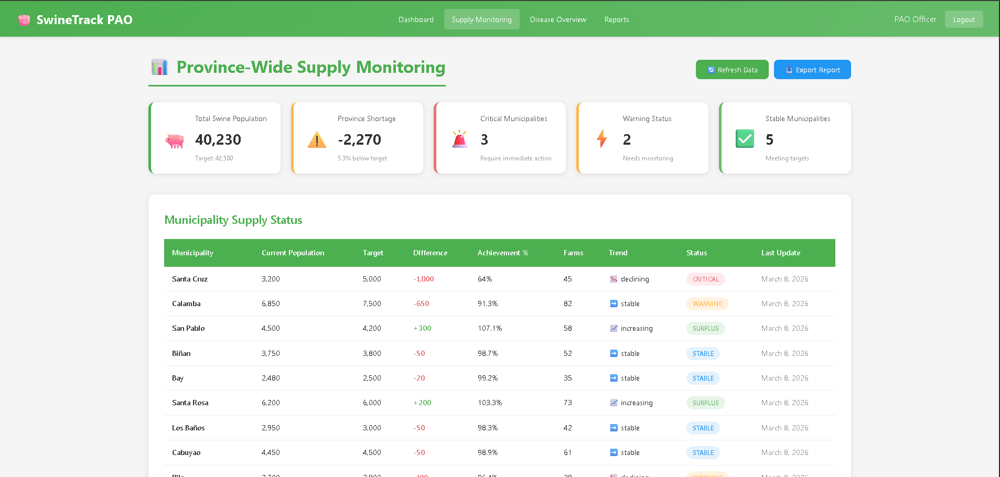 SwineTrack PAO
Dashboard
Supply Monitoring
Disease Overview
Reports
PAO Officer
Logout
Province-Wide Supply Monitoring
Refresh Data
Export Report
Total Swine Population
40,230
Target: 42,500
Province Shortage
-2,270
5.3% below target
Critical Municipalities
3
Require immediate action
Warning Status
2
Needs monitoring
Stable Municipalities
5
Meeting targets
Municipality Supply Status
Municipality Current Population Target Difference Achievement % Farms Trend Status Last Update
Santa Cruz 3,200 5,000 -1,800 64% 45 declining CRITICAL March 8, 2026
Calamba 6,850 7,500 -650 91.3% 82 stable WARNING March 8, 2026
San Pablo 4,500 4,200 +300 107.1% 58 increasing SURPLUS March 8, 2026
Biñan 3,750 3,800 -50 98.7% 52 stable STABLE March 8, 2026
Bay 2,480 2,500 -20 99.2% 35 stable STABLE March 8, 2026
Santa Rosa 6,200 6,000 +200 103.3% 73 increasing SURPLUS March 8, 2026
Los Baños 2,950 3,000 -50 98.3% 42 stable STABLE March 8, 2026
Cabuyao 4,450 4,500 -50 98.9% 61 stable STABLE March 8, 2026